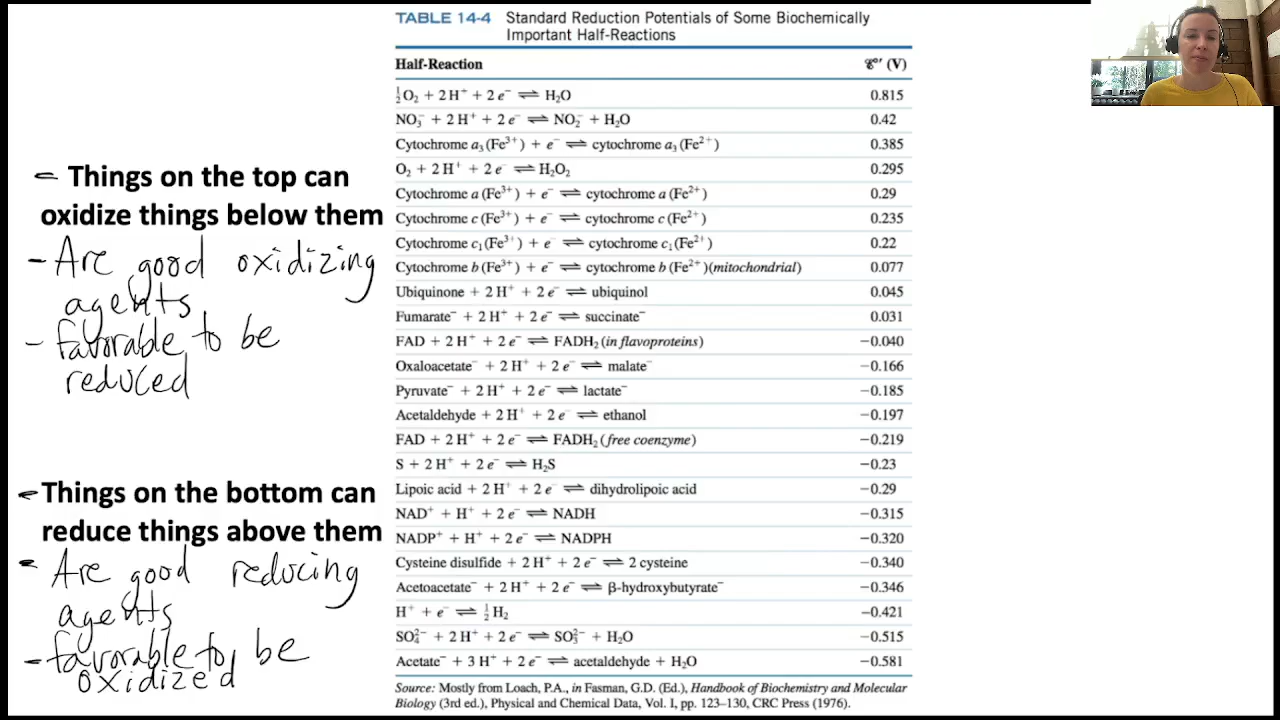 TABLE 14-4 Standard Reduction Potentials of Some Biochemically
Important Half-Reactions
Half-Reaction ℰ°′ (V)
½O₂ + 2 H⁺ + 2 e⁻ ⇌ H₂O 0.815
NO₃⁻ + 2 H⁺ + 2 e⁻ ⇌ NO₂⁻ + H₂O 0.42
Cytochrome a₃ (Fe³⁺) + e⁻ ⇌ cytochrome a₃ (Fe²⁺) 0.385
O₂ + 2 H⁺ + 2 e⁻ ⇌ H₂O₂ 0.295
Cytochrome a (Fe³⁺) + e⁻ ⇌ cytochrome a (Fe²⁺) 0.29
Cytochrome c (Fe³⁺) + e⁻ ⇌ cytochrome c (Fe²⁺) 0.235
Cytochrome c₁ (Fe³⁺) + e⁻ ⇌ cytochrome c₁ (Fe²⁺) 0.22
Cytochrome b (Fe³⁺) + e⁻ ⇌ cytochrome b (Fe²⁺)(mitochondrial) 0.077
Ubiquinone + 2 H⁺ + 2 e⁻ ⇌ ubiquinol 0.045
Fumarate⁻ + 2 H⁺ + 2 e⁻ ⇌ succinate⁻ 0.031
FAD + 2 H⁺ + 2 e⁻ ⇌ FADH₂ (in flavoproteins) −0.040
Oxaloacetate⁻ + 2 H⁺ + 2 e⁻ ⇌ malate⁻ −0.166
Pyruvate⁻ + 2 H⁺ + 2 e⁻ ⇌ lactate⁻ −0.185
Acetaldehyde + 2 H⁺ + 2 e⁻ ⇌ ethanol −0.197
FAD + 2 H⁺ + 2 e⁻ ⇌ FADH₂ (free coenzyme) −0.219
S + 2 H⁺ + 2 e⁻ ⇌ H₂S −0.23
Lipoic acid + 2 H⁺ + 2 e⁻ ⇌ dihydrolipoic acid −0.29
NAD⁺ + H⁺ + 2 e⁻ ⇌ NADH −0.315
NADP⁺ + H⁺ + 2 e⁻ ⇌ NADPH −0.320
Cysteine disulfide + 2 H⁺ + 2 e⁻ ⇌ 2 cysteine −0.340
Acetoacetate⁻ + 2 H⁺ + 2 e⁻ ⇌ β-hydroxybutyrate⁻ −0.346
H⁺ + e⁻ ⇌ ½ H₂ −0.421
SO₄²⁻ + 2 H⁺ + 2 e⁻ ⇌ SO₃²⁻ + H₂O −0.515
Acetate⁻ + 3 H⁺ + 2 e⁻ ⇌ acetaldehyde + H₂O −0.581
Source: Mostly from Loach, P.A., in Fasman, G.D. (Ed.), Handbook of Biochemistry and Molecular
Biology (3rd ed.), Physical and Chemical Data, Vol. I, pp. 123–130, CRC Press (1976).
- Things on the top can
oxidize things below them
- Are good oxidizing
agents
- favorable to be
reduced
- Things on the bottom can
reduce things above them
- Are good reducing
agents
- favorable to be
oxidized